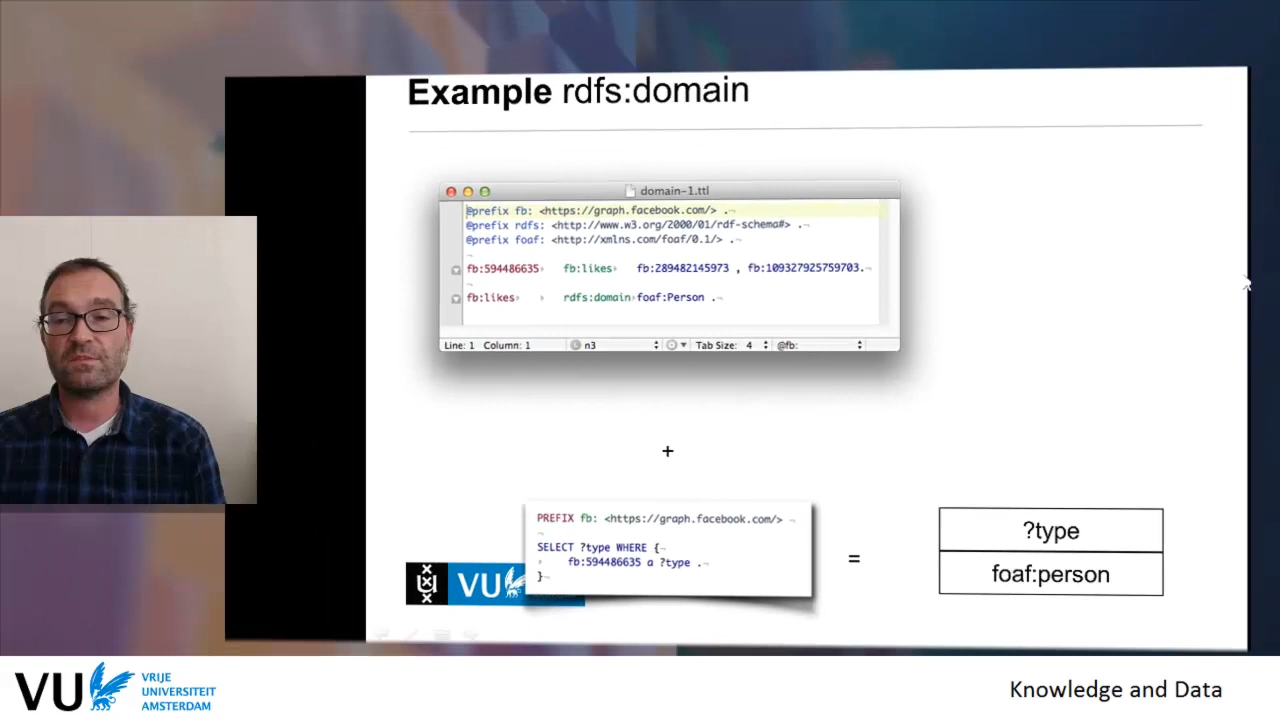 Example rdfs:domain
domain-1.ttl
@prefix fb: <https://graph.facebook.com/> .
@prefix rdfs: <http://www.w3.org/2000/01/rdf-schema#> .
@prefix foaf: <http://xmlns.com/foaf/0.1/> .
fb:594486635 fb:likes fb:289482145973 , fb:109327925759703.
fb:likes rdfs:domain foaf:Person .
Line: 1 Column: 1 n3 Tab Size: 4 @fb:
+
PREFIX fb: <https://graph.facebook.com/>
SELECT ?type WHERE {
fb:594486635 a ?type .
}
=
?type
foaf:person
VU
VU VRIJE
UNIVERSITEIT
AMSTERDAM
Knowledge and Data